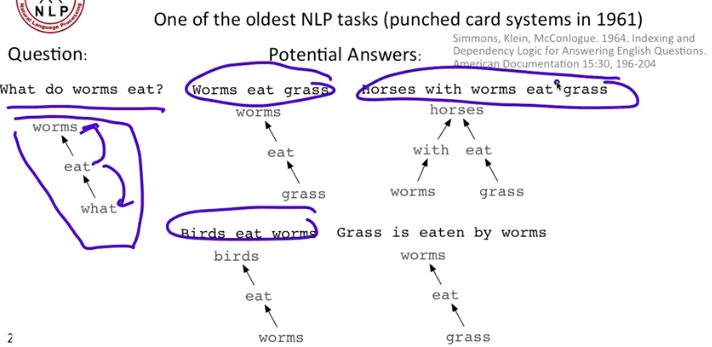 NLP
Natural Language Processing
One of the oldest NLP tasks (punched card systems in 1961)
Simmons, Klein, McConlogue. 1964. Indexing and
Dependency Logic for Answering English Questions.
American Documentation 15:30, 196-204
Question:
Potential Answers:
What do worms eat?
Worms eat grass
Horses with worms eat grass
worms
eat
what
worms
eat
grass
horses
with eat
worms grass
Birds eat worms
Grass is eaten by worms
birds
eat
worms
worms
eat
grass
2